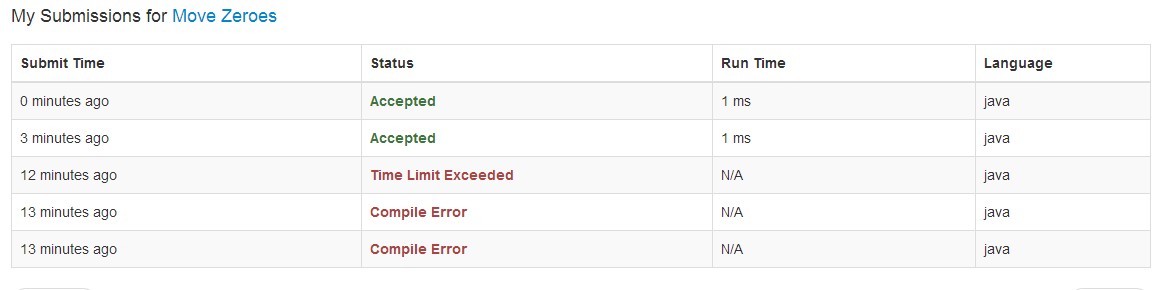 My Submissions for Move Zeroes
Submit Time Status Run Time Language
0 minutes ago Accepted 1 ms java
3 minutes ago Accepted 1 ms java
12 minutes ago Time Limit Exceeded N/A java
13 minutes ago Compile Error N/A java
13 minutes ago Compile Error N/A java